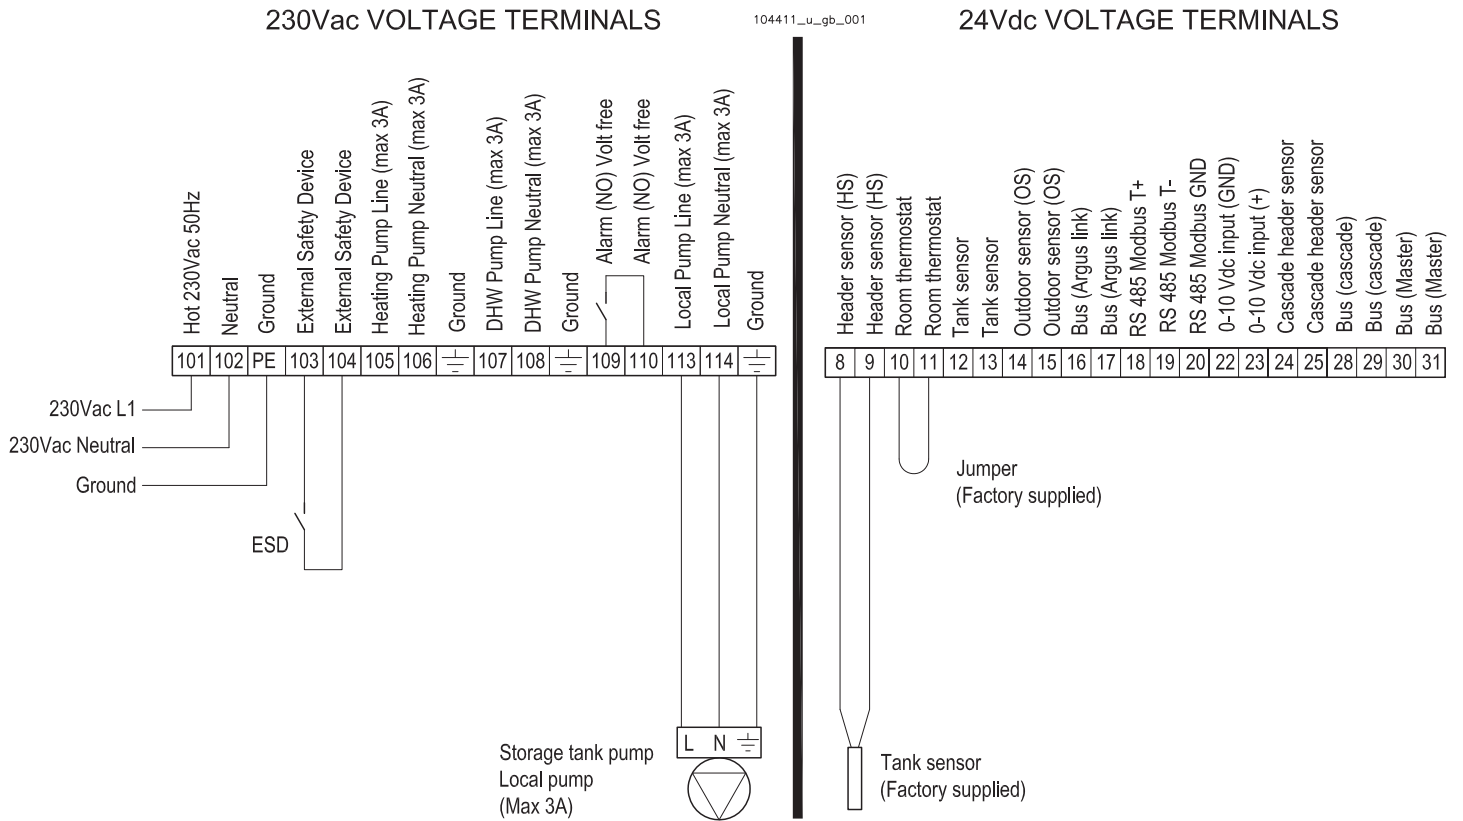 230Vac VOLTAGE TERMINALS
104411_u_gb_001
24Vdc VOLTAGE TERMINALS
Hot 230Vac 50Hz
Neutral
Ground
External Safety Device
External Safety Device
Heating Pump Line (max 3A)
Heating Pump Neutral (max 3A)
Ground
DHW Pump Line (max 3A)
DHW Pump Neutral (max 3A)
Ground
Alarm (NO) Volt free
Alarm (NO) Volt free
Local Pump Line (max 3A)
Local Pump Neutral (max 3A)
Ground
101 102 PE 103 104 105 106 107 108 109 110 113 114
230Vac L1
230Vac Neutral
Ground
ESD
L N
Storage tank pump
Local pump
(Max 3A)
Header sensor (HS)
Header sensor (HS)
Room thermostat
Room thermostat
Tank sensor
Tank sensor
Outdoor sensor (OS)
Outdoor sensor (OS)
Bus (Argus link)
Bus (Argus link)
RS 485 Modbus T+
RS 485 Modbus T-
RS 485 Modbus GND
0-10 Vdc input (GND)
0-10 Vdc input (+)
Cascade header sensor
Cascade header sensor
Bus (cascade)
Bus (cascade)
Bus (Master)
Bus (Master)
8 9 10 11 12 13 14 15 16 17 18 19 20 22 23 24 25 28 29 30 31
Jumper
(Factory supplied)
Tank sensor
(Factory supplied)